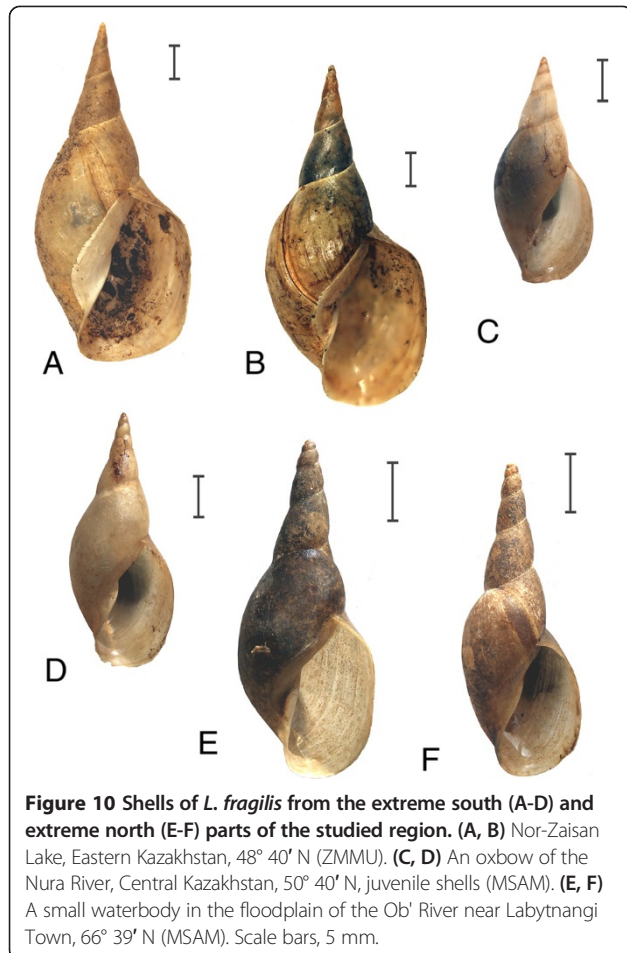 A
B
C
D
E
F
Figure 10 Shells of L. fragilis from the extreme south (A-D) and
extreme north (E-F) parts of the studied region. (A, B) Nor-Zaisan
Lake, Eastern Kazakhstan, 48° 40′ N (ZMMU). (C, D) An oxbow of the
Nura River, Central Kazakhstan, 50° 40′ N, juvenile shells (MSAM). (E, F)
A small waterbody in the floodplain of the Ob' River near Labytnangi
Town, 66° 39′ N (MSAM). Scale bars, 5 mm.